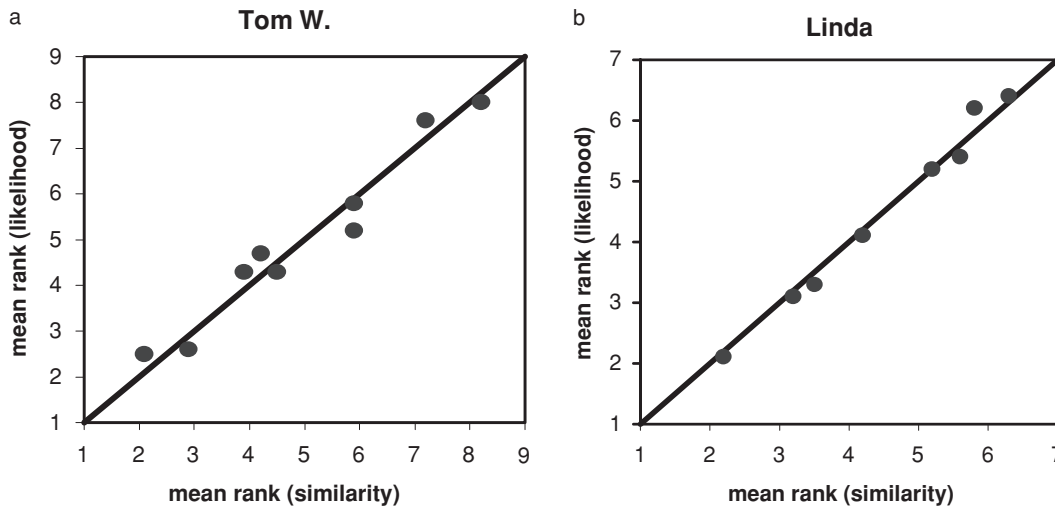 a
Tom W.
9
8
7
6
5
4
3
2
1
1 2 3 4 5 6 7 8 9
mean rank (likelihood)
mean rank (similarity)
b
Linda
7
6
5
4
3
2
1
1 2 3 4 5 6 7
mean rank (likelihood)
mean rank (similarity)